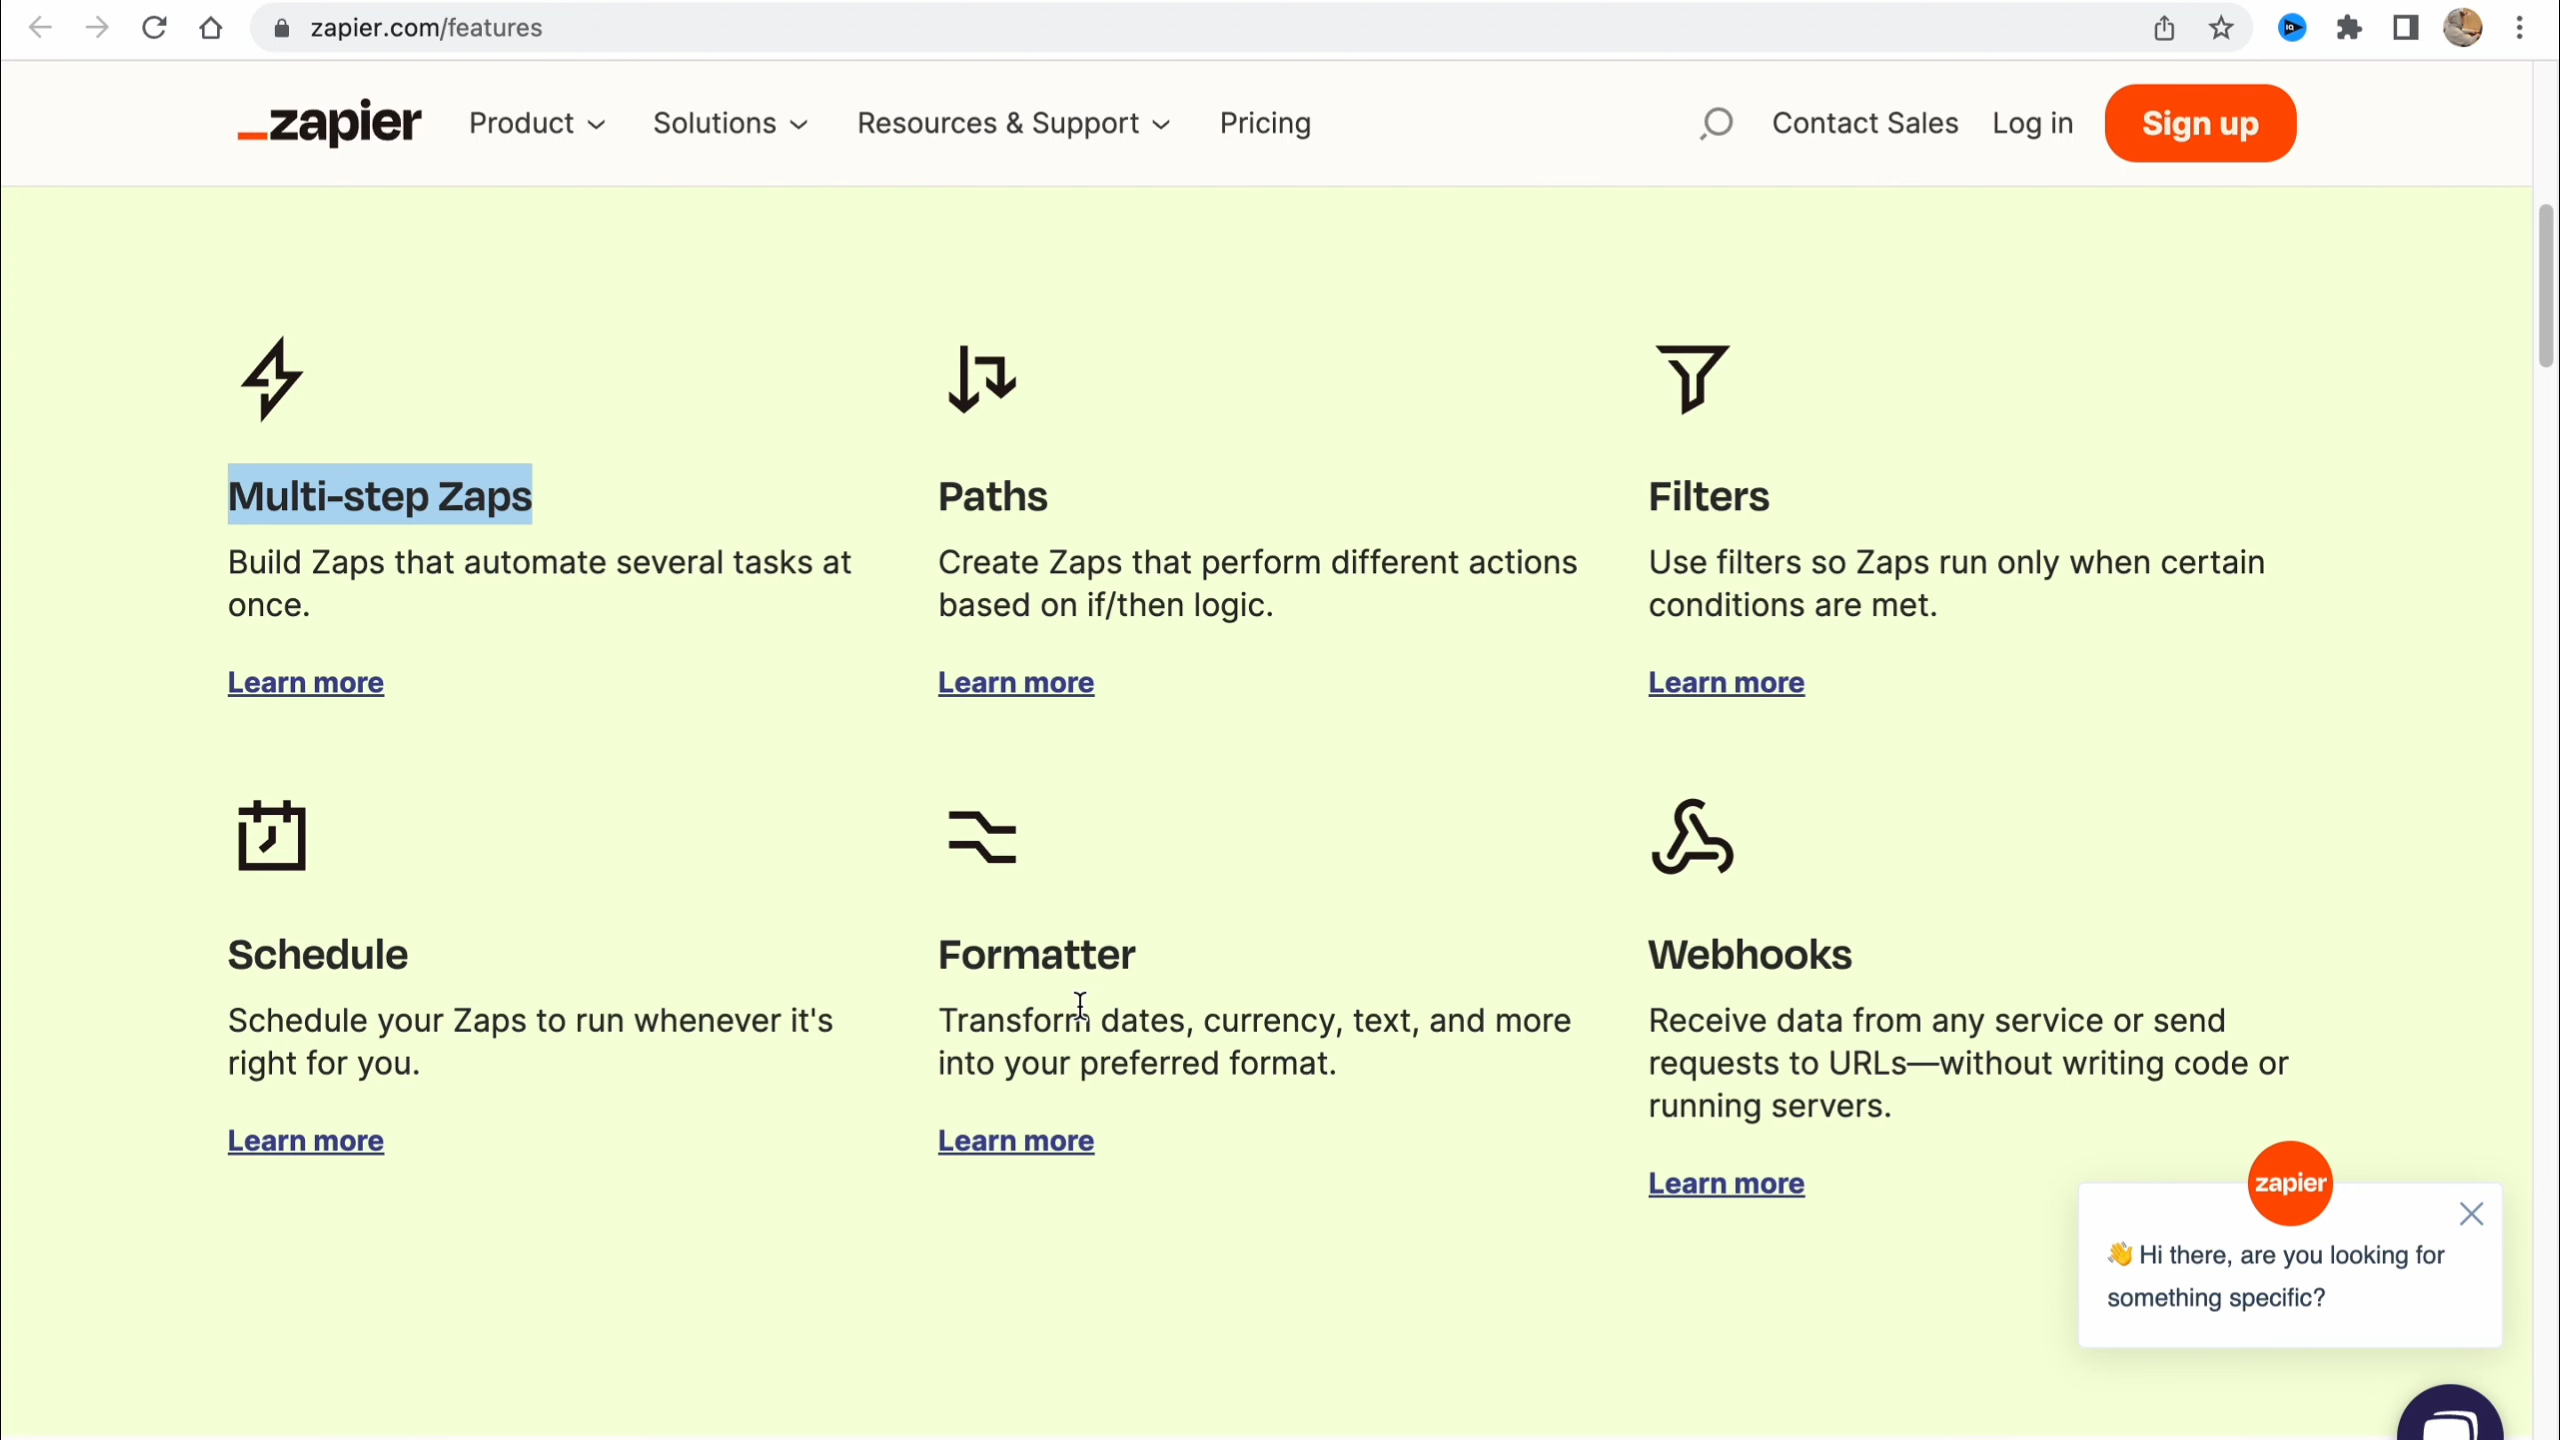 zapier.com/features
zapier
Product
Solutions
Resources & Support
Pricing
Contact Sales
Log in
Sign up
Multi-step Zaps
Build Zaps that automate several tasks at
once.
Learn more
Paths
Create Zaps that perform different actions
based on if/then logic.
Learn more
Filters
Use filters so Zaps run only when certain
conditions are met.
Learn more
Schedule
Schedule your Zaps to run whenever it's
right for you.
Learn more
Formatter
Transform dates, currency, text, and more
into your preferred format.
Learn more
Webhooks
Receive data from any service or send
requests to URLs—without writing code or
running servers.
Learn more
zapier
👋 Hi there, are you looking for
something specific?